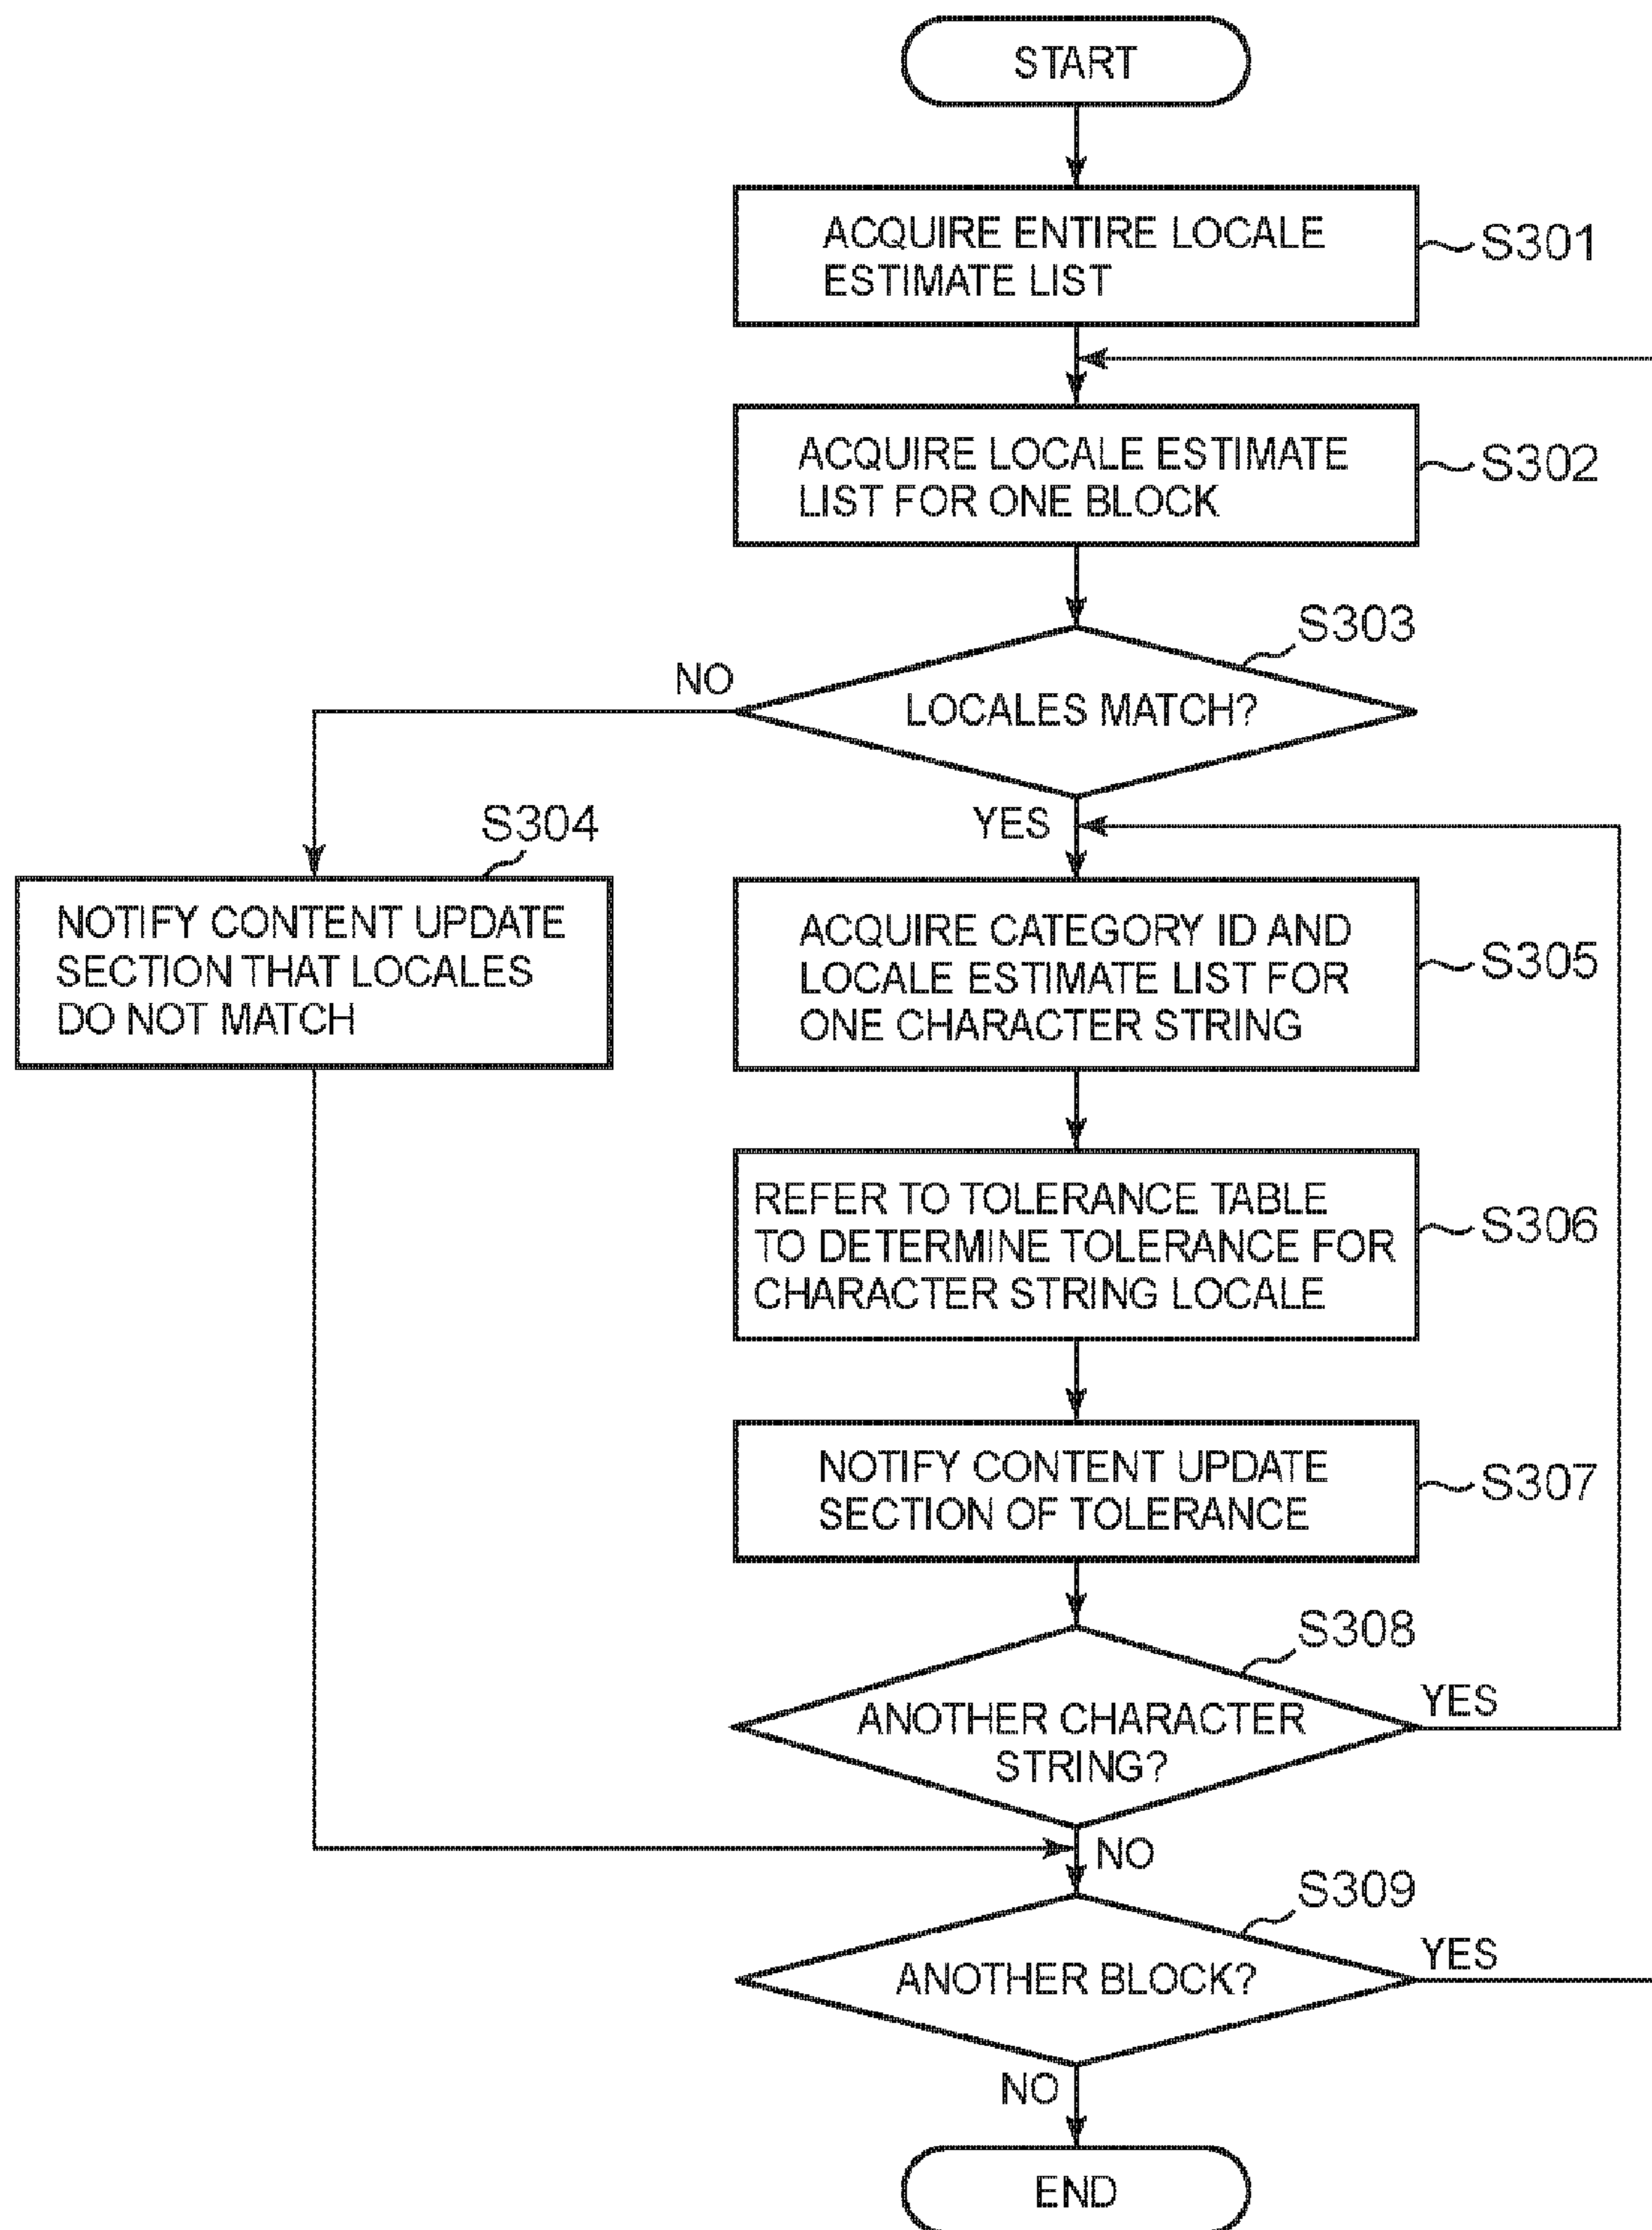 START
ACQUIRE ENTIRE LOCALE
ESTIMATE LIST
S301
ACQUIRE LOCALE ESTIMATE
LIST FOR ONE BLOCK
S302
S303
NO
LOCALES MATCH?
YES
S304
NOTIFY CONTENT UPDATE
SECTION THAT LOCALES
DO NOT MATCH
ACQUIRE CATEGORY ID AND
LOCALE ESTIMATE LIST FOR
ONE CHARACTER STRING
S305
REFER TO TOLERANCE TABLE
TO DETERMINE TOLERANCE FOR
CHARACTER STRING LOCALE
S306
NOTIFY CONTENT UPDATE
SECTION OF TOLERANCE
S307
S308
ANOTHER CHARACTER
STRING?
YES
NO
S309
ANOTHER BLOCK?
YES
NO
END